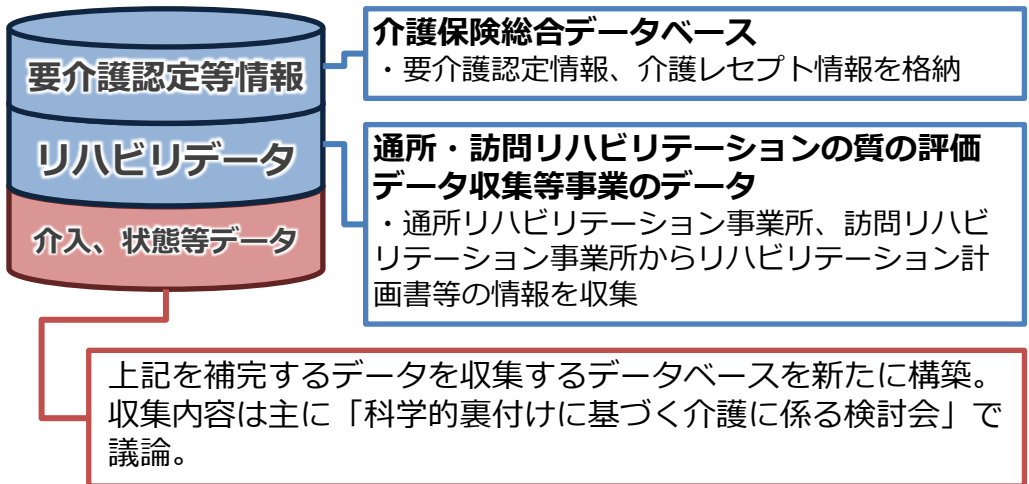 要介護認定等情報
リハビリデータ
介入、状態等データ
介護保険総合データベース
・要介護認定情報、介護レセプト情報を格納
通所・訪問リハビリテーションの質の評価
データ収集等事業のデータ
・通所リハビリテーション事業所、訪問リハビ
リテーション事業所からリハビリテーション計
画書等の情報を収集
上記を補完するデータを収集するデータベースを新たに構築。
収集内容は主に「科学的裏付けに基づく介護に係る検討会」で
議論。